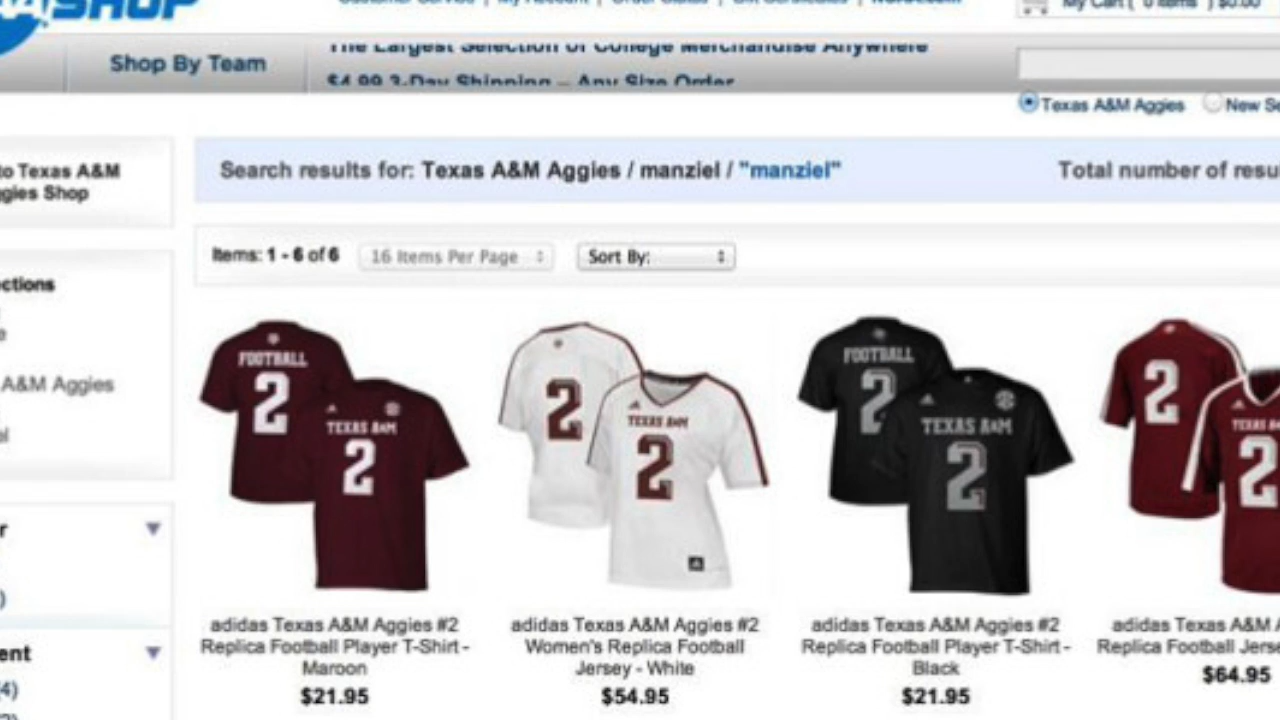 SHOP
My Cart ( 0 items ) $0.00
Shop By Team
The Largest Selection of College Merchandise Anywhere
$4.99 3-Day Shipping – Any Size Order
Texas A&M Aggies
to Texas A&M
Shop
Search results for: Texas A&M Aggies / manziel / "manziel"
Total number of
Items: 1 - 6 of 6
16 Items Per Page
Sort By:
A&M Aggies
FOOTBALL
2
TEXAS A&M
2
2
TEXAS A&M
2
FOOTBALL
2
TEXAS A&M
2
2
TEXAS
2
adidas Texas A&M Aggies #2
Replica Football Player T-Shirt -
Maroon
$21.95
adidas Texas A&M Aggies #2
Women's Replica Football
Jersey - White
$54.95
adidas Texas A&M Aggies #2
Replica Football Player T-Shirt -
Black
$21.95
adidas Texas A&M
Replica Football
$64.95